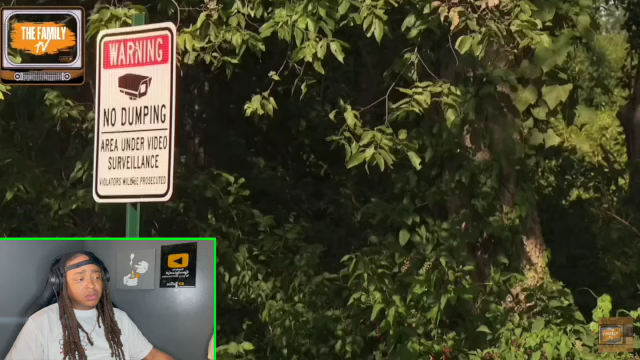 THE FAMILY
TV
WARNING
NO DUMPING
AREA UNDER VIDEO
SURVEILLANCE
VIOLATORS WILL BE PROSECUTED